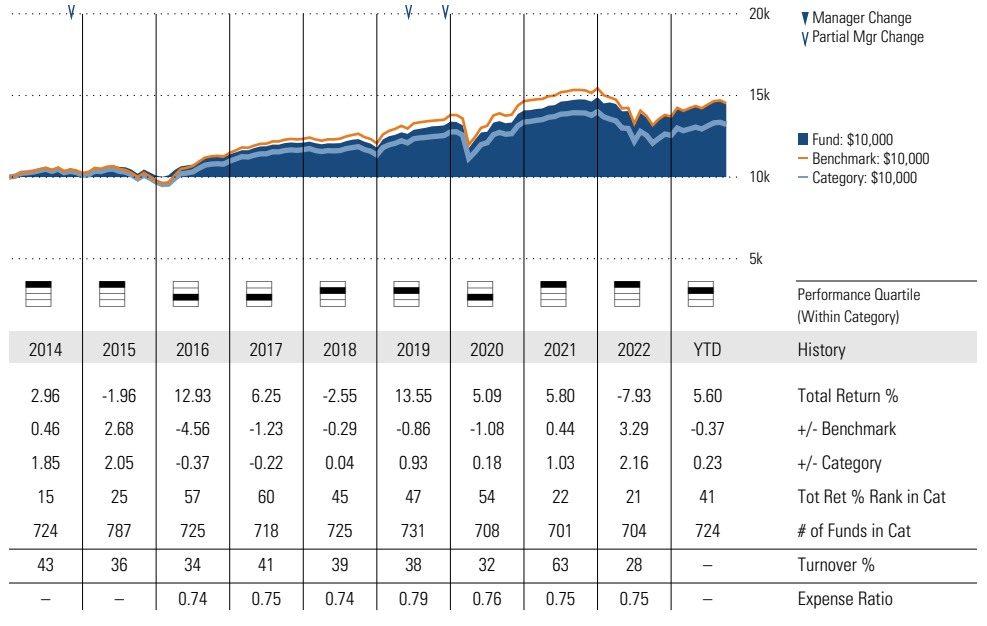 20k
Manager Change
Partial Mgr Change
15k
Fund: $10,000
Benchmark: $10,000
10k
Category: $10,000
5k
Performance Quartile
(Within Category)
2014 2015 2016 2017 2018 2019 2020 2021 2022 YTD History
2.96 -1.96 12.93 6.25 -2.55 13.55 5.09 5.80 -7.93 5.60 Total Return %
0.46 2.68 -4.56 -1.23 -0.29 -0.86 -1.08 0.44 3.29 -0.37 +/- Benchmark
1.85 2.05 -0.37 -0.22 0.04 0.93 0.18 1.03 2.16 0.23 +/- Category
15 25 57 60 45 47 54 22 21 41 Tot Ret % Rank in Cat
724 787 725 718 725 731 708 701 704 724 # of Funds in Cat
43 36 34 41 39 38 32 63 28 – Turnover %
– – 0.74 0.75 0.74 0.79 0.76 0.75 0.75 – Expense Ratio